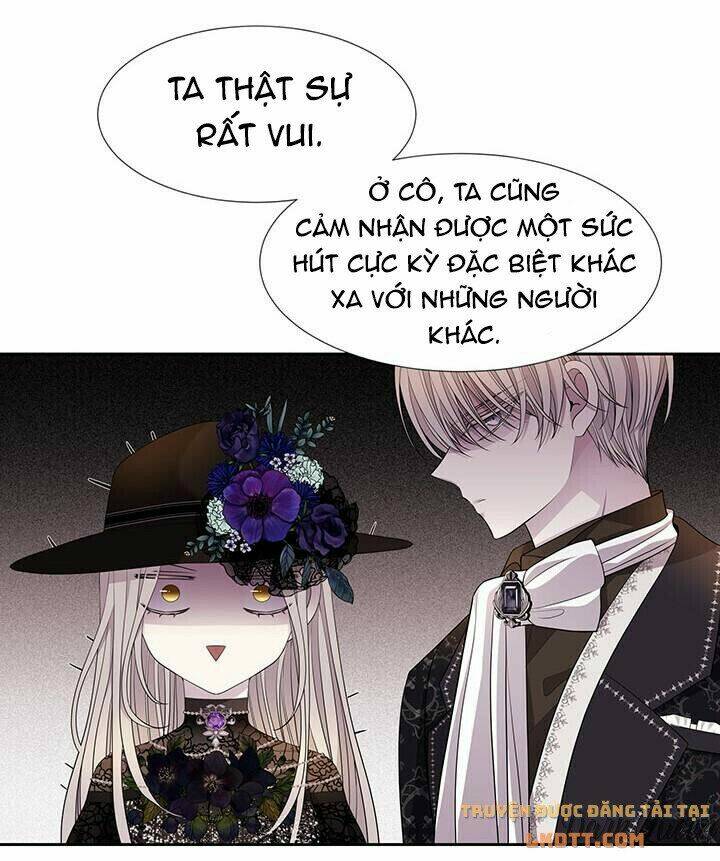 TA THẬT SỰ
RẤT VUI.
Ở CÔ, TA CŨNG
CẢM NHẬN ĐƯỢC MỘT SỨC
HÚT CỰC KỲ ĐẶC BIỆT KHÁC
XA VỚI NHỮNG NGƯỜI
KHÁC.
TRUYỆN ĐƯỢC ĐĂNG TẢI TẠI
LKOTT.COM